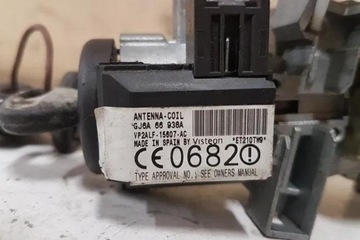 ANTENNA-COIL
GJ6A 66 938A
VP2ALF-15607-AC
MADE IN SPAIN BY Visteon *ET210TM9*
CE0682!
TYPE APPROVAL NO.; SEE OWNERS MANUAL